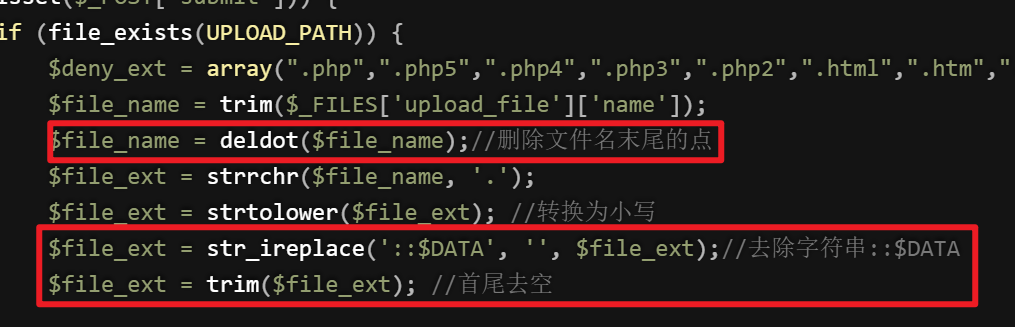 isset($_POST['submit'])) {
if (file_exists(UPLOAD_PATH)) {
$deny_ext = array(".php",".php5",".php4",".php3",".php2",".html",".htm","
$file_name = trim($_FILES['upload_file']['name']);
$file_name = deldot($file_name);//删除文件名末尾的点
$file_ext = strrchr($file_name, '.');
$file_ext = strtolower($file_ext); //转换为小写
$file_ext = str_ireplace('::$DATA', '', $file_ext);//去除字符串::$DATA
$file_ext = trim($file_ext); //首尾去空